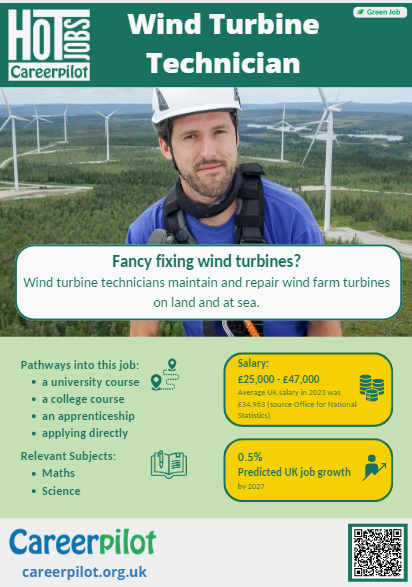 HOT JOBS
Careerpilot
Wind Turbine
Technician
Green Job
Fancy fixing wind turbines?
Wind turbine technicians maintain and repair wind farm turbines
on land and at sea.
Pathways into this job:
• a university course
• a college course
• an apprenticeship
• applying directly
Relevant Subjects:
• Maths
• Science
Salary:
£25,000 - £47,000
Average UK salary in 2023 was
£34,963 (source Office for National
Statistics)
0.5%
Predicted UK job growth
by 2027
Careerpilot
careerpilot.org.uk